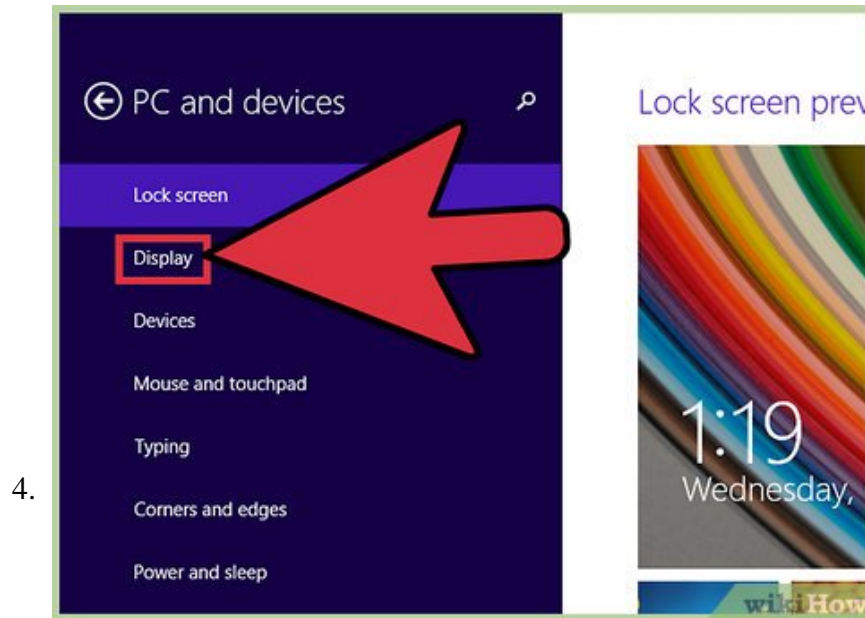 PC and devices
Lock screen
Display
Devices
Mouse and touchpad
Typing
Corners and edges
Power and sleep
4.
Lock screen prev
1:19
Wednesday,
wikiHow